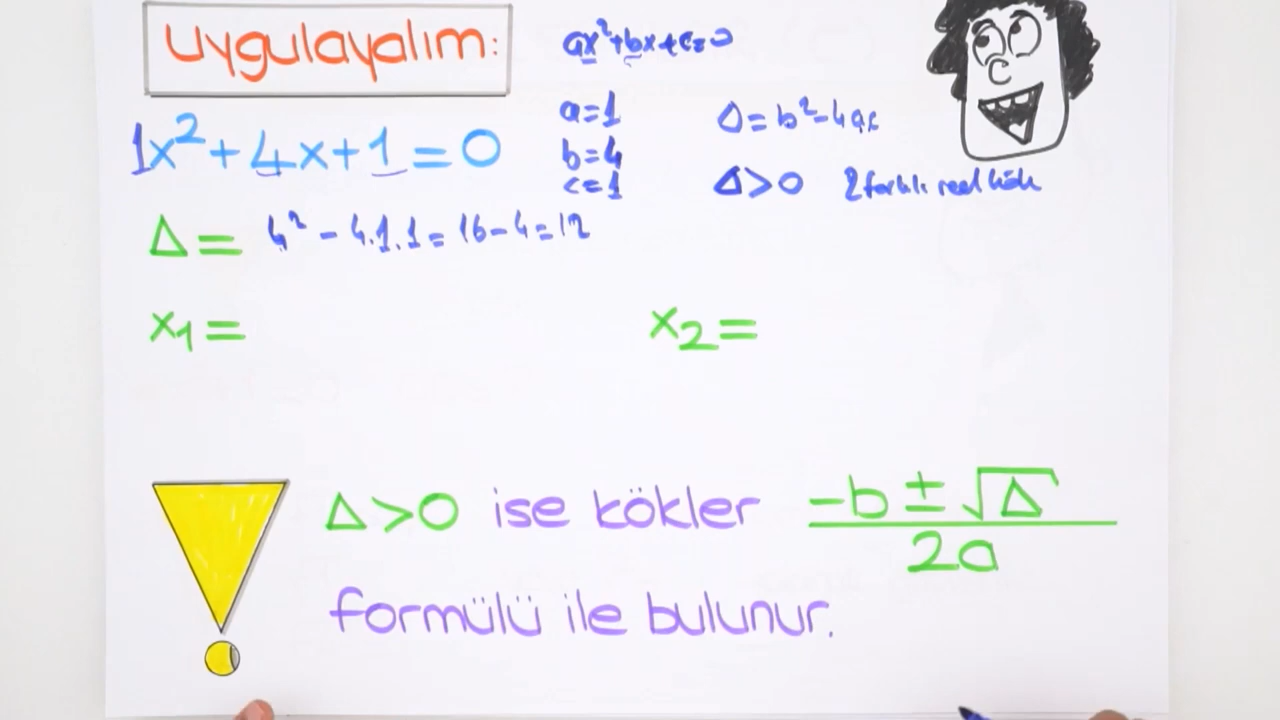 Uygulayalım:
ax²+bx+c=0
1x²+4x+1=0
a=1
b=4
c=1
Δ=b²-4ac
Δ>0 2 farklı reel kök
Δ= 4²-4.1.1=16-4=12
x₁=
x₂=
Δ>0 ise kökler -b±√Δ
2a
formülü ile bulunur.